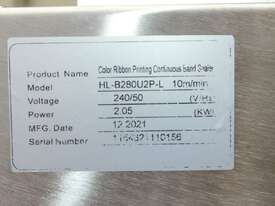 Product Name Color Ribbon Printing Continuous Band Sealer
Model HL-B280U2P-L 10m/min
Voltage 240/50 (V/Hz)
Power 2.05 (KW)
MFG. Date 12.2021
Serial Number